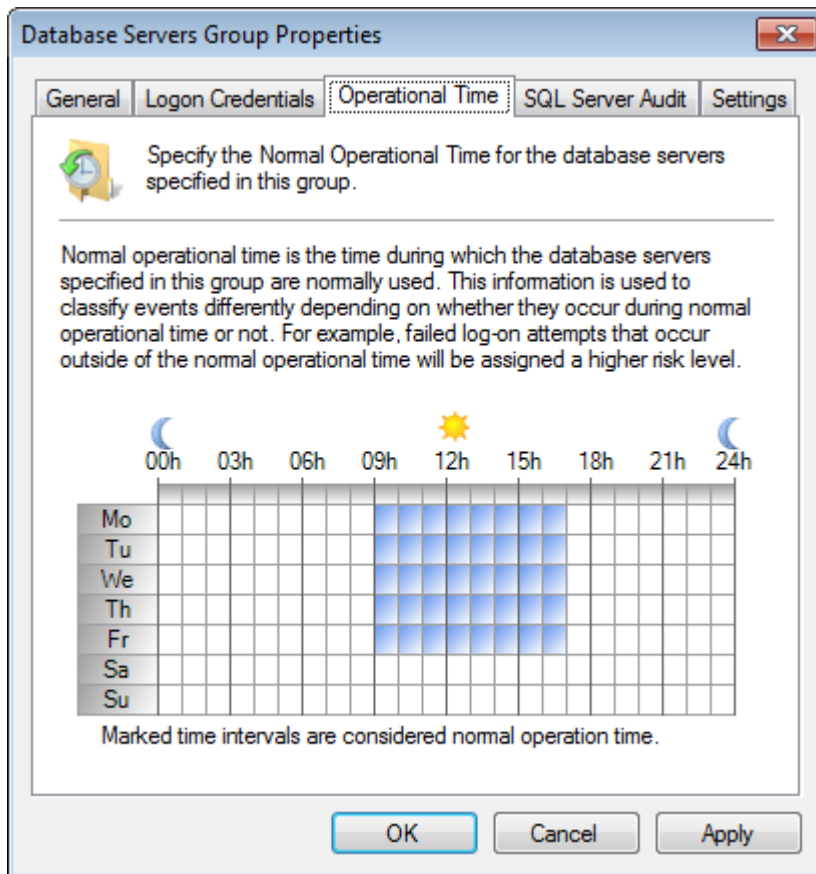 Database Servers Group Properties
General Logon Credentials Operational Time SQL Server Audit Settings
Specify the Normal Operational Time for the database servers
specified in this group.
Normal operational time is the time during which the database servers
specified in this group are normally used. This information is used to
classify events differently depending on whether they occur during normal
operational time or not. For example, failed log-on attempts that occur
outside of the normal operational time will be assigned a higher risk level.
00h 03h 06h 09h 12h 15h 18h 21h 24h
Mo
Tu
We
Th
Fr
Sa
Su
Marked time intervals are considered normal operation time.
OK Cancel Apply